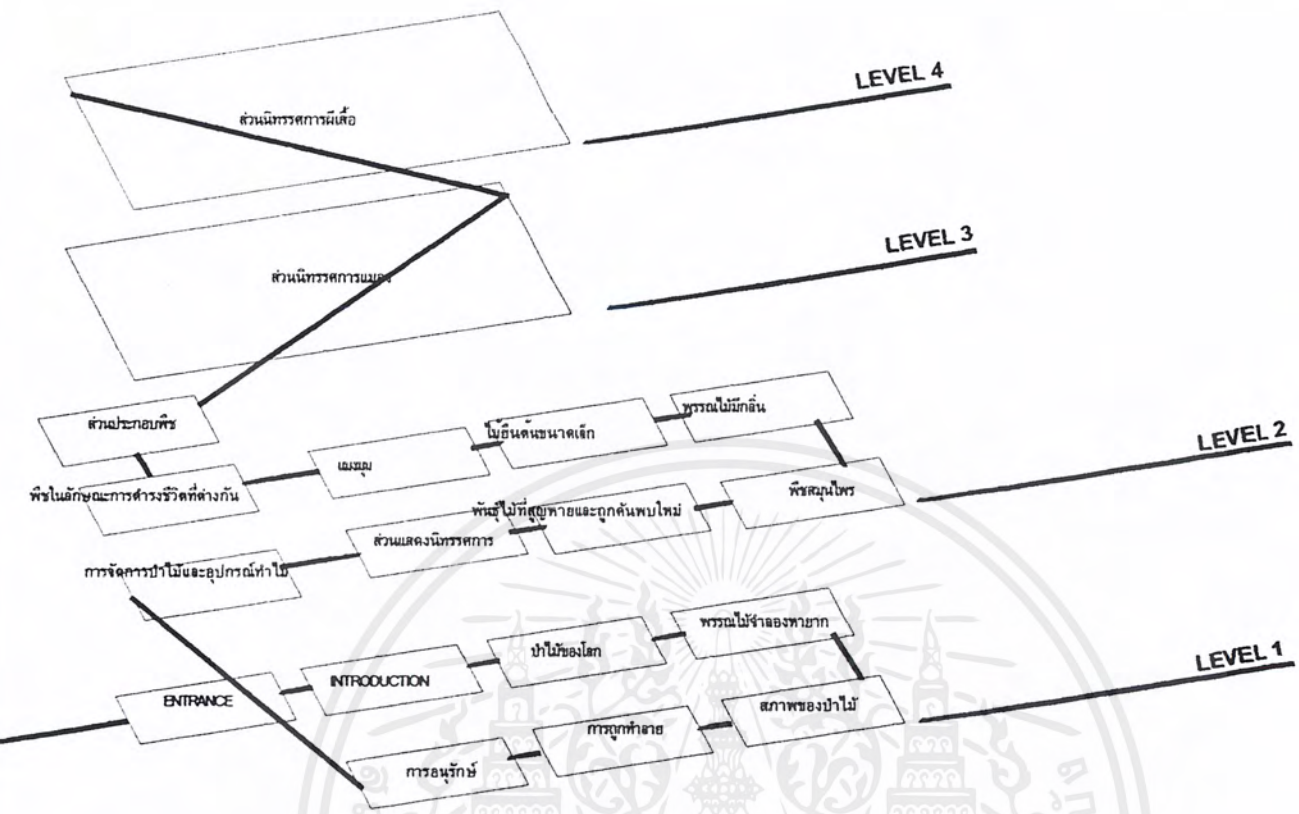 LEVEL 4
ส่วนนิทรรศการผีเสื้อ
LEVEL 3
ส่วนนิทรรศการแมลง
ส่วนประกอบพืช
พรรณไม้มีกลิ่น
ไม้ยืนต้นขนาดเล็ก
LEVEL 2
แมงมุม
พืชในลักษณะการดำรงชีวิตที่ต่างกัน
พืชสมุนไพร
พันธุ์ไม้ที่สูญหายและถูกค้นพบใหม่
ส่วนแสดงนิทรรศการ
การจัดการป่าไม้และอุปกรณ์ทำไม้
พรรณไม้จำลองหายาก
ป่าไม้ของโลก
LEVEL 1
INTRODUCTION
ENTRANCE
สภาพของป่าไม้
การถูกทำลาย
การอนุรักษ์